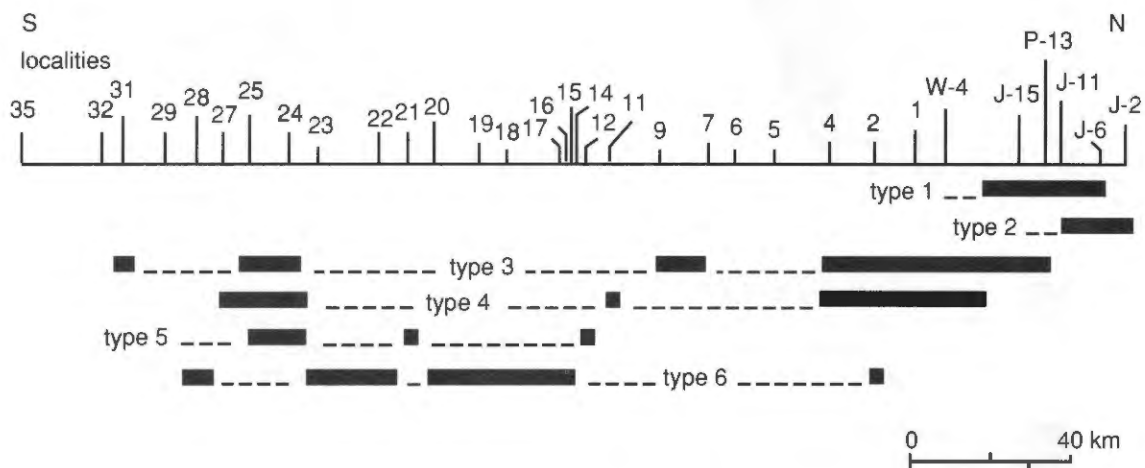 S N
localities
35 32 31 29 28 27 25 24 23 22 21 20 19 18 17 16 15 14 12 11 9 7 6 5 4 2 1 W-4 J-15 P-13 J-11 J-6 J-2
type 1
type 2
type 3
type 4
type 5
type 6
0 40 km